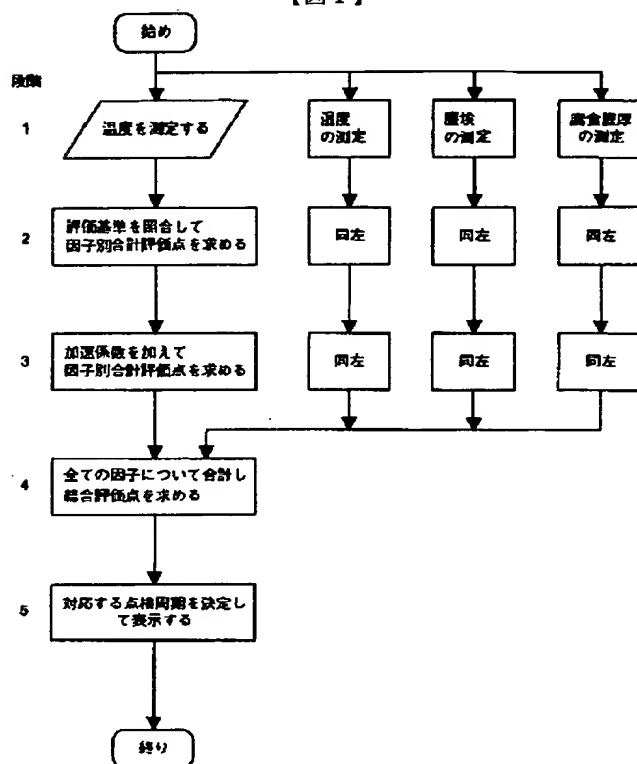 【図1】
始め
段階
1
温度を測定する
湿度
の測定
塵埃
の測定
腐食膜厚
の測定
2
評価基準を照合して
因子別合計評価点を求める
同左
同左
同左
3
加速係数を加えて
因子別合計評価点を求める
同左
同左
同左
4
全ての因子について合計し
総合評価点を求める
5
対応する点検周期を決定し
て表示する
終り